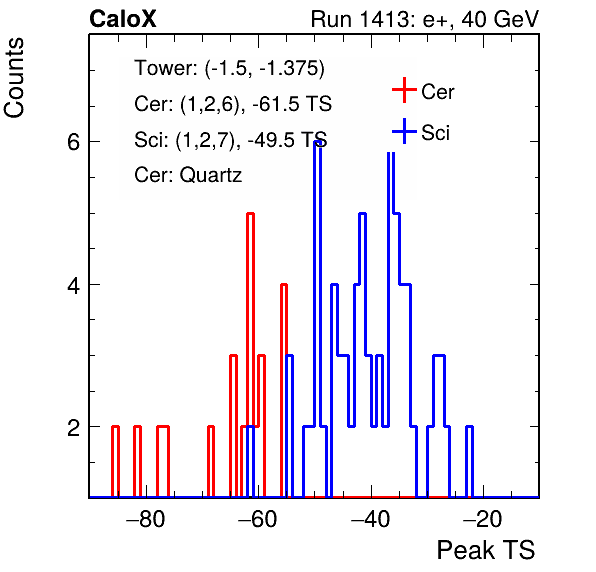 CaloX
Run 1413: e+, 40 GeV
Counts
Tower: (-1.5, -1.375)
Cer: (1,2,6), -61.5 TS
Sci: (1,2,7), -49.5 TS
Cer: Quartz
Cer
Sci
6
4
2
−80 −60 −40 −20
Peak TS